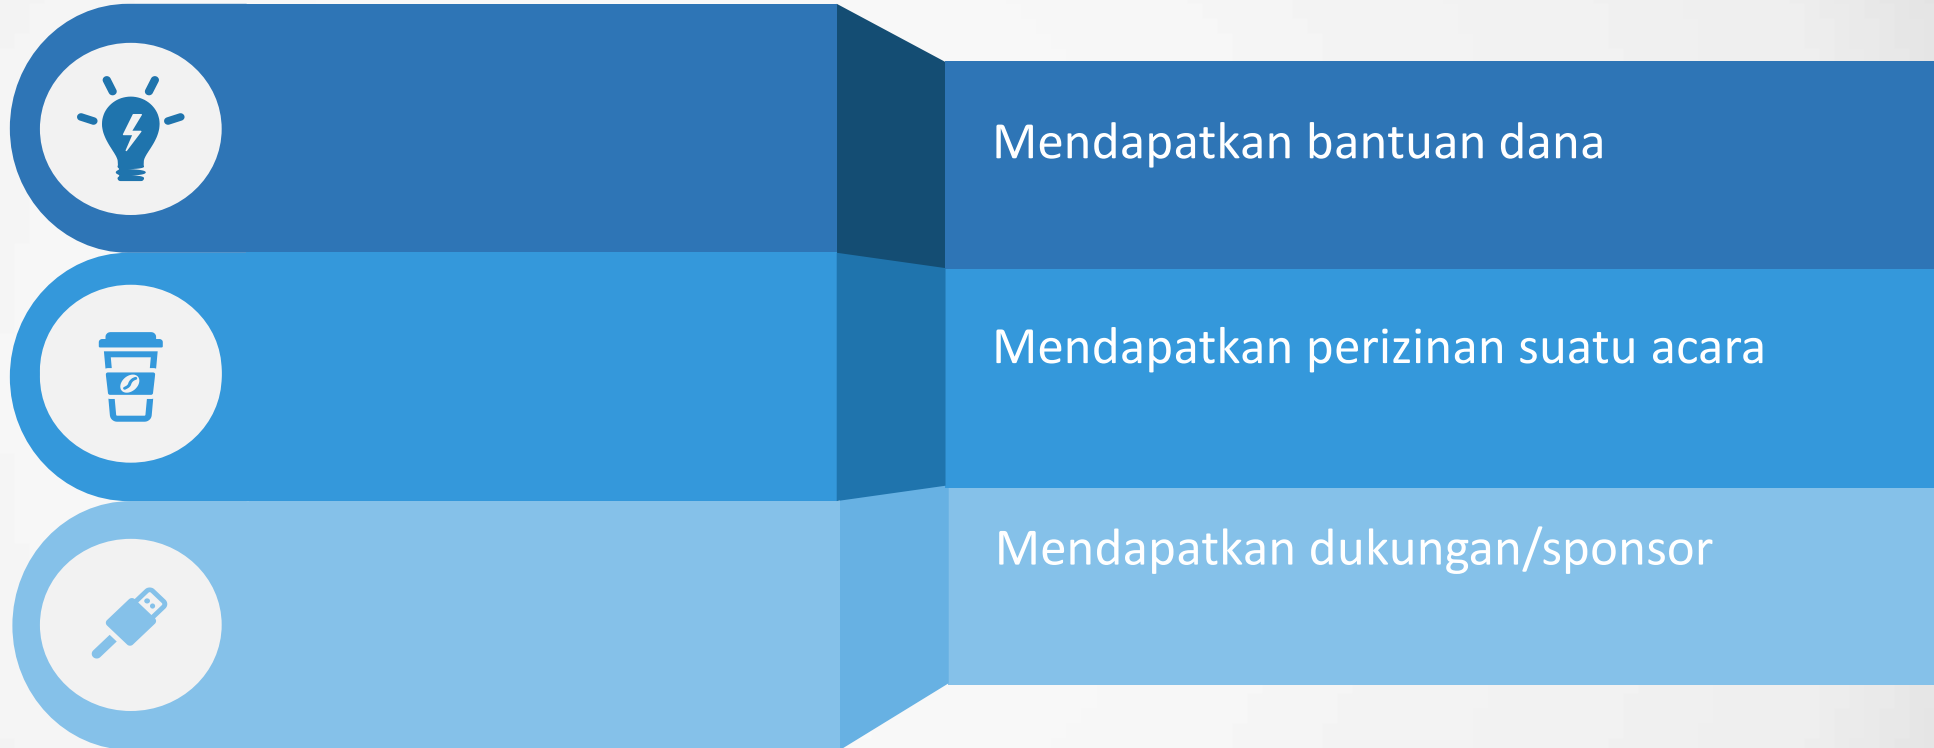 Mendapatkan bantuan dana
Mendapatkan perizinan suatu acara
Mendapatkan dukungan/sponsor